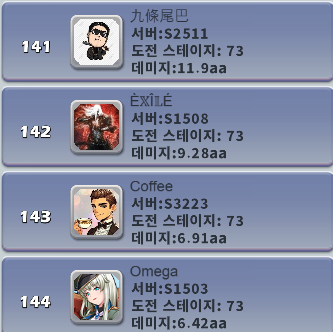 141
九條尾巴
서버:S2511
도전 스테이지: 73
데미지:11.9aa
142
ÈXÎLÉ
서버:S1508
도전 스테이지: 73
데미지:9.28aa
143
Coffee
서버:S3223
도전 스테이지: 73
데미지:6.91aa
144
Omega
서버:S1503
도전 스테이지: 73
데미지:6.42aa